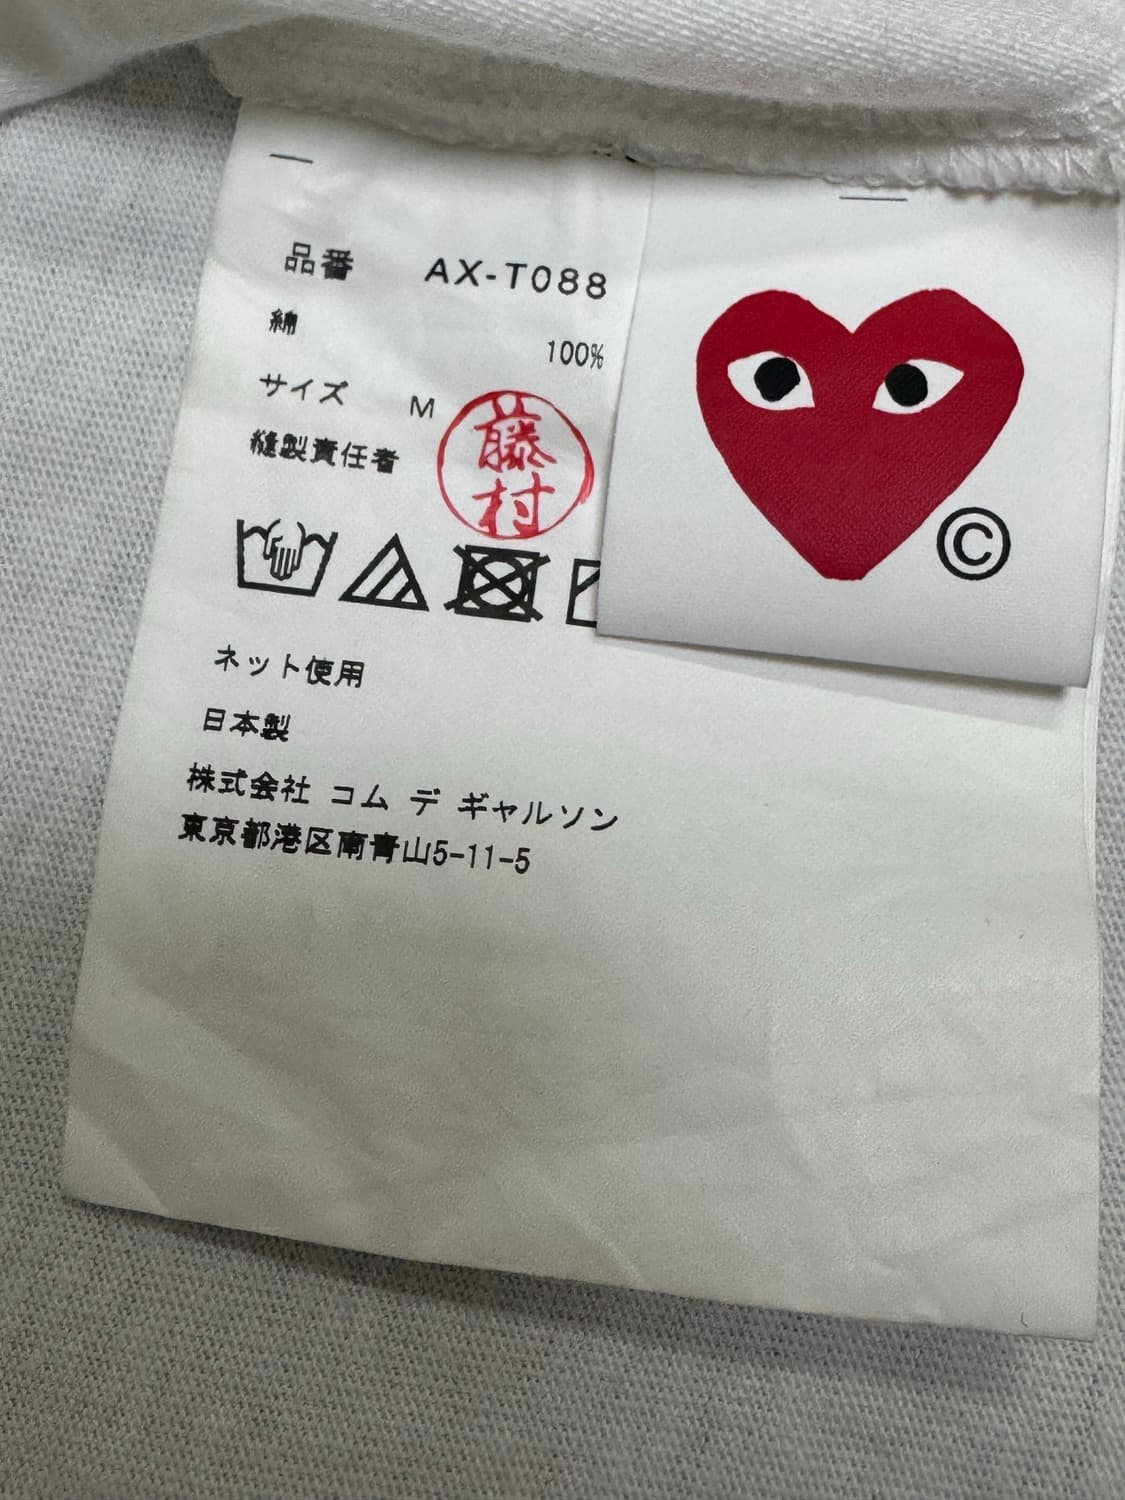 品番 AX-T088
綿 100%
サイズ M
縫製責任者 藤村
ネット使用
日本製
株式会社 コム デ ギャルソン
東京都港区南青山5-11-5
©